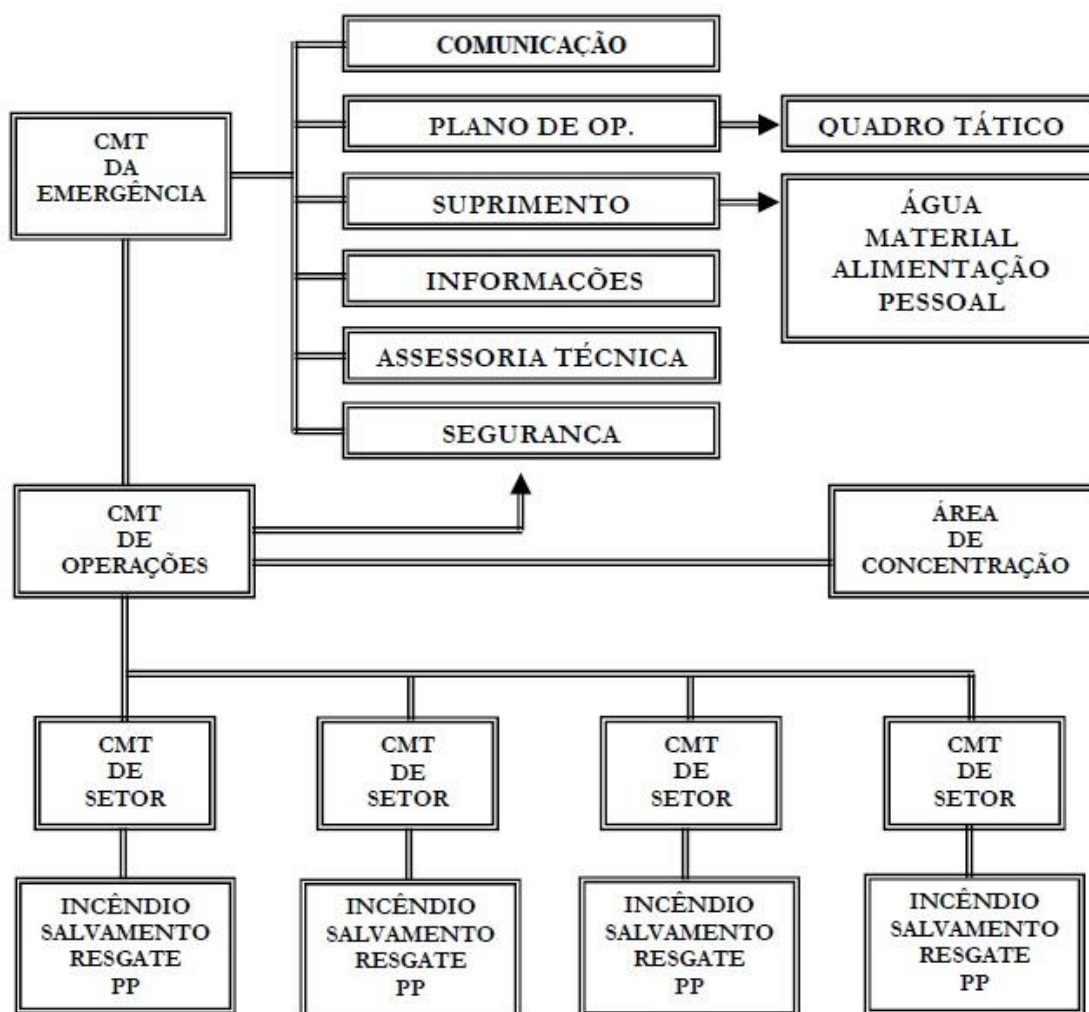 COMUNICAÇÃO
CMT
DA
EMERGÊNCIA
PLANO DE OP.
QUADRO TÁTICO
SUPRIMENTO
ÁGUA
MATERIAL
ALIMENTAÇÃO
PESSOAL
INFORMACÕES
ASSESSORIA TÉCNICA
SEGURANCA
CMT
DE
OPERAÇÕES
ÁREA
DE
CONCENTRAÇÃO
CMT
DE
SETOR
CMT
DE
SETOR
CMT
DE
SETOR
CMT
DE
SETOR
INCÊNDIO
SALVAMENTO
RESGATE
PP
INCÊNDIO
SALVAMENTO
RESGATE
PP
INCÊNDIO
SALVAMENTO
RESGATE
PP
INCÊNDIO
SALVAMENTO
RESGATE
PP